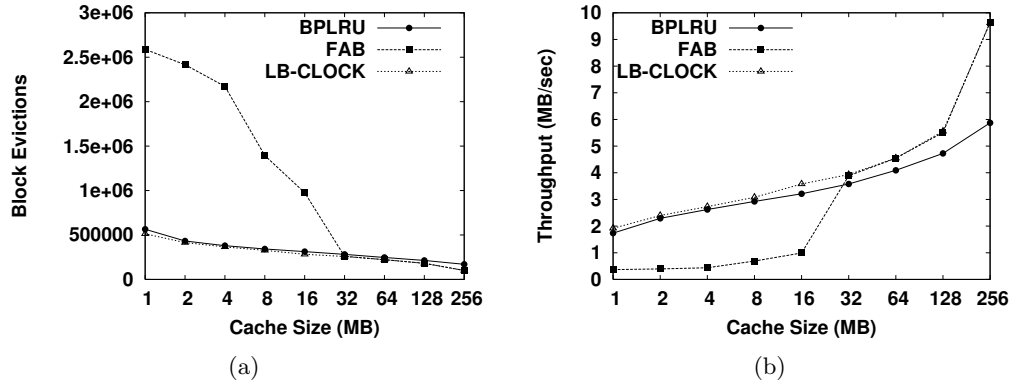 BPLRU
FAB
LB-CLOCK
3e+06
2.5e+06
2e+06
1.5e+06
1e+06
500000
0
Block Evictions
1 2 4 8 16 32 64 128 256
Cache Size (MB)
(a)
BPLRU
FAB
LB-CLOCK
10
9
8
7
6
5
4
3
2
1
0
Throughput (MB/sec)
1 2 4 8 16 32 64 128 256
Cache Size (MB)
(b)